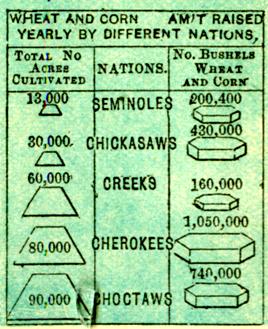 WHEAT AND CORN AM'T RAISED
YEARLY BY DIFFERENT NATIONS,
TOTAL NO ACRES CULTIVATED NATIONS. NO. BUSHELS WHEAT AND CORN
13,000 SEMINOLES 200,400
30,000 CHICKASAWS 430,000
60,000 CREEKS 160,000
80,000 CHEROKEES 1,050,000
90,000 CHOCTAWS 740,000